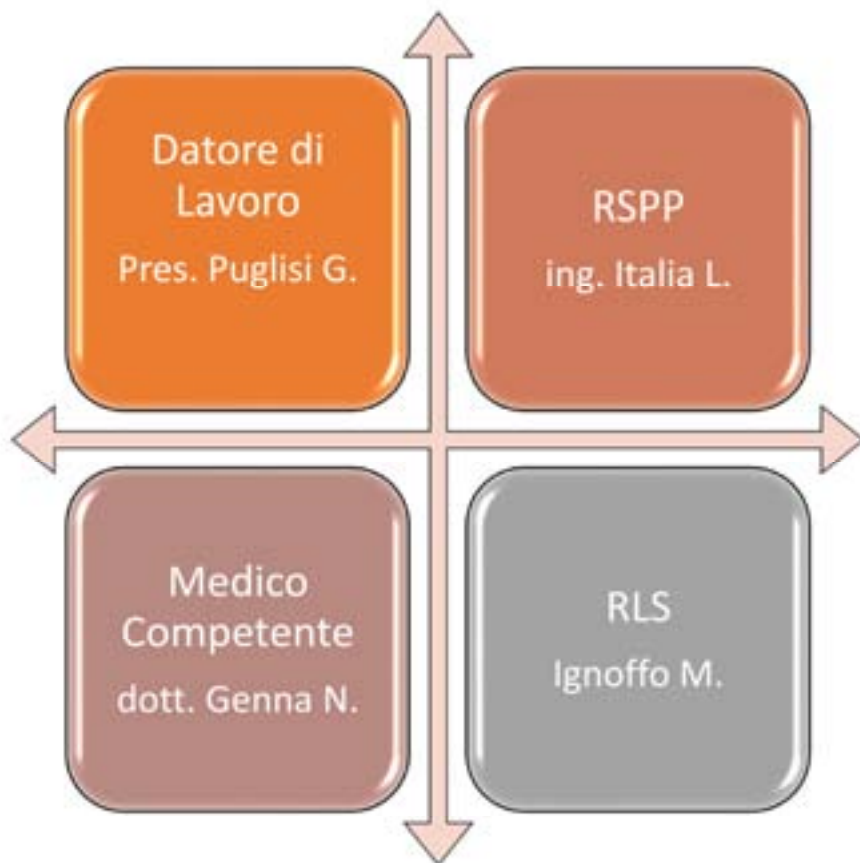 Datore di
Lavoro
Pres. Puglisi G.
RSPP
ing. Italia L.
Medico
Competente
dott. Genna N.
RLS
Ignoffo M.